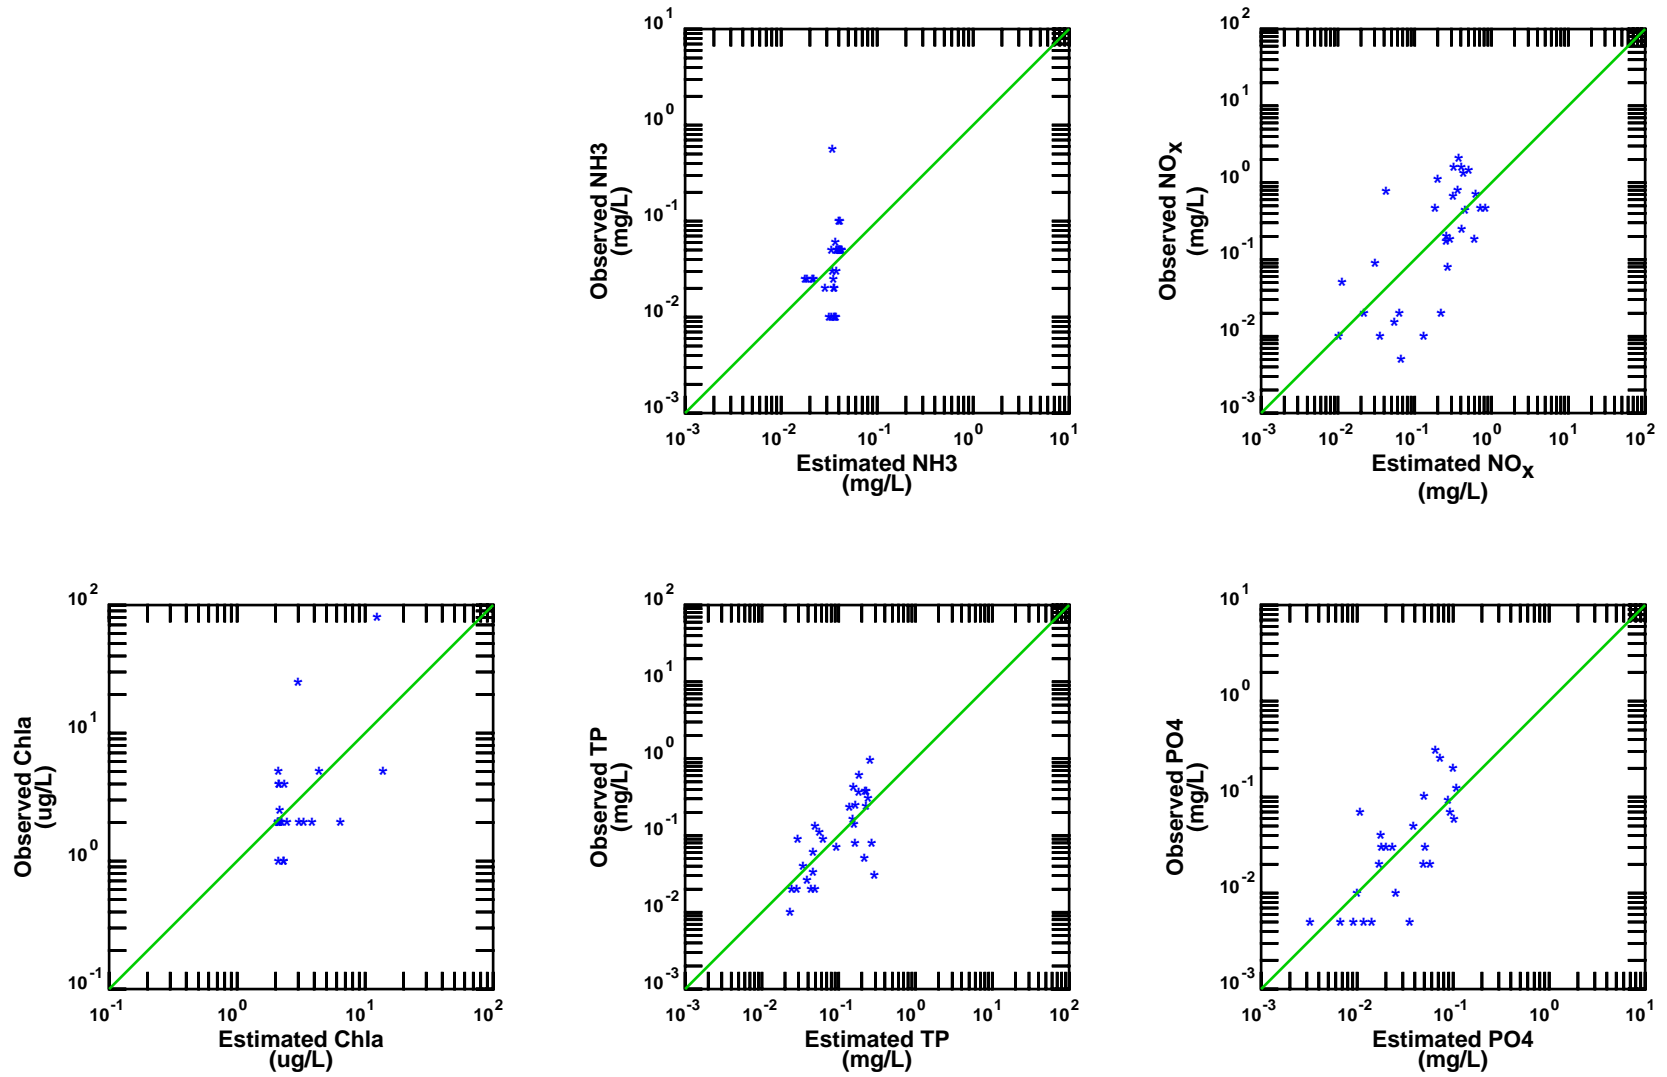 Observed NH3
(mg/L)
10^1
10^0
10^-1
10^-2
10^-3
10^-3 10^-2 10^-1 10^0 10^1
Estimated NH3
(mg/L)
Observed NOx
(mg/L)
10^2
10^1
10^0
10^-1
10^-2
10^-3
10^-3 10^-2 10^-1 10^0 10^1 10^2
Estimated NOx
(mg/L)
Observed Chla
(ug/L)
10^2
10^1
10^0
10^-1
10^-1 10^0 10^1 10^2
Estimated Chla
(ug/L)
Observed TP
(mg/L)
10^2
10^1
10^0
10^-1
10^-2
10^-3
10^-3 10^-2 10^-1 10^0 10^1 10^2
Estimated TP
(mg/L)
Observed PO4
(mg/L)
10^1
10^0
10^-1
10^-2
10^-3
10^-3 10^-2 10^-1 10^0 10^1
Estimated PO4
(mg/L)